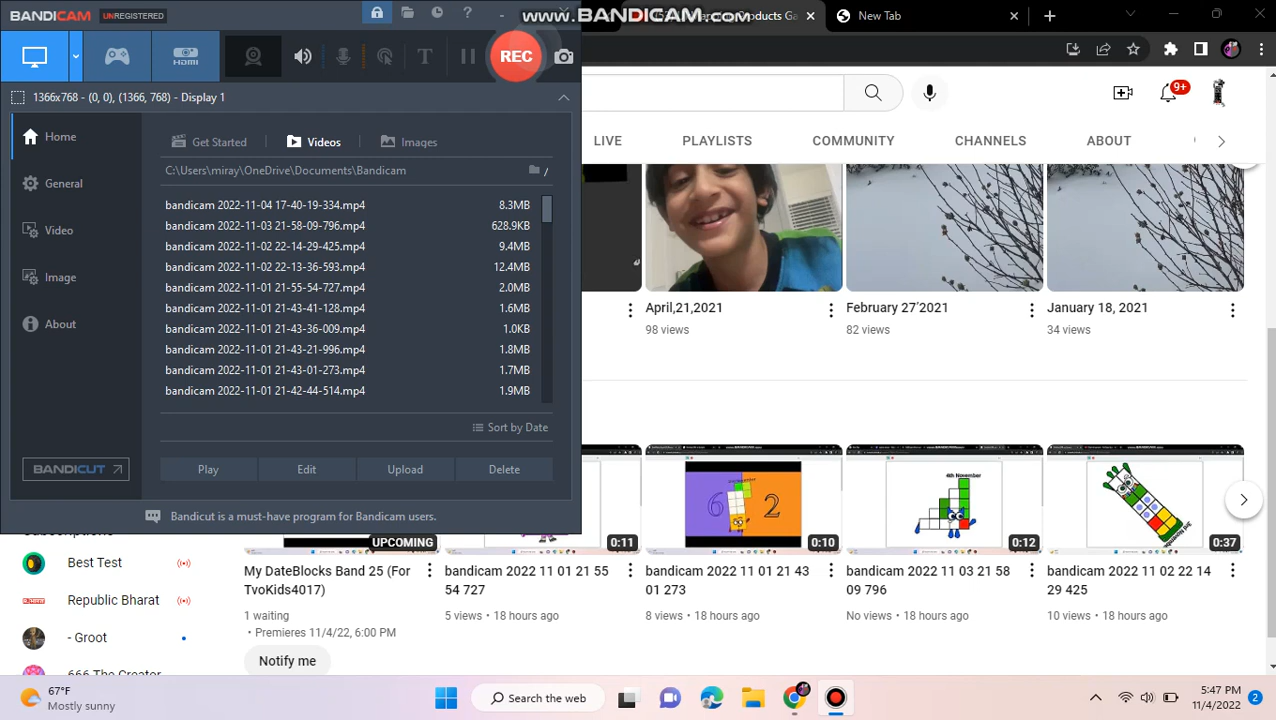 BANDICAM UNREGISTERED
www.BANDICAM.com
Products Ga
New Tab
REC
1366x768 - (0, 0), (1366, 768) - Display 1
Home
General
Video
Image
About
BANDICUT
Get Started
Videos
Images
C:\Users\miray\OneDrive\Documents\Bandicam
bandicam 2022-11-04 17-40-19-334.mp4 8.3MB
bandicam 2022-11-03 21-58-09-796.mp4 628.9KB
bandicam 2022-11-02 22-14-29-425.mp4 9.4MB
bandicam 2022-11-02 22-13-36-593.mp4 12.4MB
bandicam 2022-11-01 21-55-54-727.mp4 2.0MB
bandicam 2022-11-01 21-43-41-128.mp4 1.6MB
bandicam 2022-11-01 21-43-36-009.mp4 1.0KB
bandicam 2022-11-01 21-43-21-996.mp4 1.8MB
bandicam 2022-11-01 21-43-01-273.mp4 1.7MB
bandicam 2022-11-01 21-42-44-514.mp4 1.9MB
Sort by Date
Play Edit Upload Delete
Bandicut is a must-have program for Bandicam users.
9+
LIVE PLAYLISTS COMMUNITY CHANNELS ABOUT
April,21,2021
98 views
February 27'2021
82 views
January 18, 2021
34 views
6 2
4th November
UPCOMING
0:11
0:10
0:12
0:37
My DateBlocks Band 25 (For
TvoKids4017)
1 waiting
• Premieres 11/4/22, 6:00 PM
Notify me
bandicam 2022 11 01 21 55
54 727
5 views • 18 hours ago
bandicam 2022 11 01 21 43
01 273
8 views • 18 hours ago
bandicam 2022 11 03 21 58
09 796
No views • 18 hours ago
bandicam 2022 11 02 22 14
29 425
10 views • 18 hours ago
Best Test
Republic Bharat
- Groot
666 The Creator
67°F
Mostly sunny
Search the web
5:47 PM
11/4/2022
2